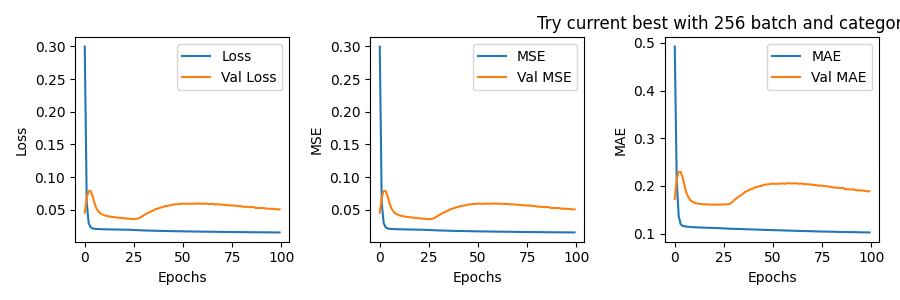 Try current best with 256 batch and categor
0.30
0.25
0.20
0.15
0.10
0.05
Loss
Loss
Val Loss
0 25 50 75 100
Epochs
0.30
0.25
0.20
0.15
0.10
0.05
MSE
MSE
Val MSE
0 25 50 75 100
Epochs
0.5
0.4
0.3
0.2
0.1
MAE
MAE
Val MAE
0 25 50 75 100
Epochs